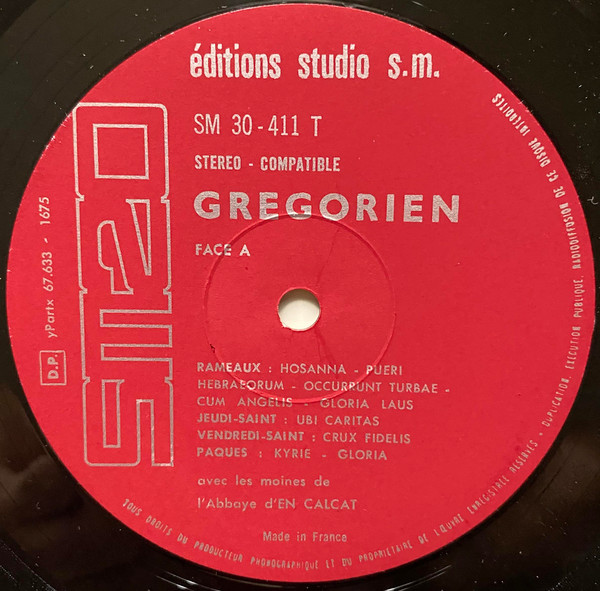 éditions studio s.m.
SM 30-411 T
STEREO - COMPATIBLE
GREGORIEN
FACE A
RAMEAUX : HOSANNA - PUERI
HEBRAEORUM - OCCURRUNT TURBAE -
CUM ANGELIS - GLORIA LAUS
JEUDI-SAINT : UBI CARITAS
VENDREDI-SAINT : CRUX FIDELIS
PAQUES : KYRIE - GLORIA
avec les moines de
l'Abbaye d'EN CALCAT
Made in France
D.P. yPartx 67.633 - 1675
TOUS DROITS DU PRODUCTEUR PHONOGRAPHIQUE ET DU PROPRIETAIRE DE L'ŒUVRE ENREGISTREE RESERVES - DUPLICATION, EXECUTION PUBLIQUE, RADIODIFFUSION DE CE DISQUE INTERDITES